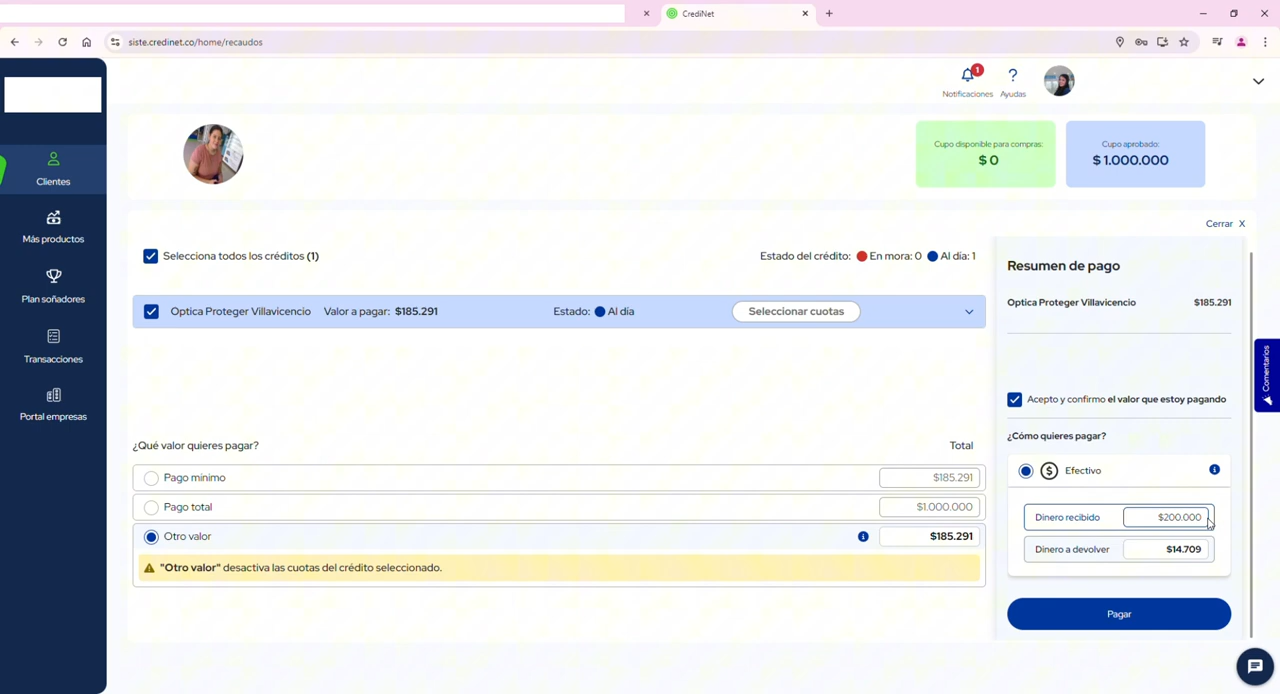 CrediNet
siste.credinet.co/home/recaudos
1
Notificaciones
?
Ayudas
Clientes
Más productos
Plan soñadores
Transacciones
Portal empresas
Cupo disponible para compras:
$ 0
Cupo aprobado:
$ 1.000.000
Cerrar X
Selecciona todos los créditos (1)
Estado del crédito: En mora: 0 Al día: 1
Optica Proteger Villavicencio Valor a pagar: $185.291 Estado: Al día Seleccionar cuotas
¿Qué valor quieres pagar? Total
Pago mínimo $185.291
Pago total $1.000.000
Otro valor $185.291
"Otro valor" desactiva las cuotas del crédito seleccionado.
Resumen de pago
Optica Proteger Villavicencio $185.291
Acepto y confirmo el valor que estoy pagando
¿Cómo quieres pagar?
Efectivo
Dinero recibido $200.000
Dinero a devolver $14.709
Pagar
Comentarios